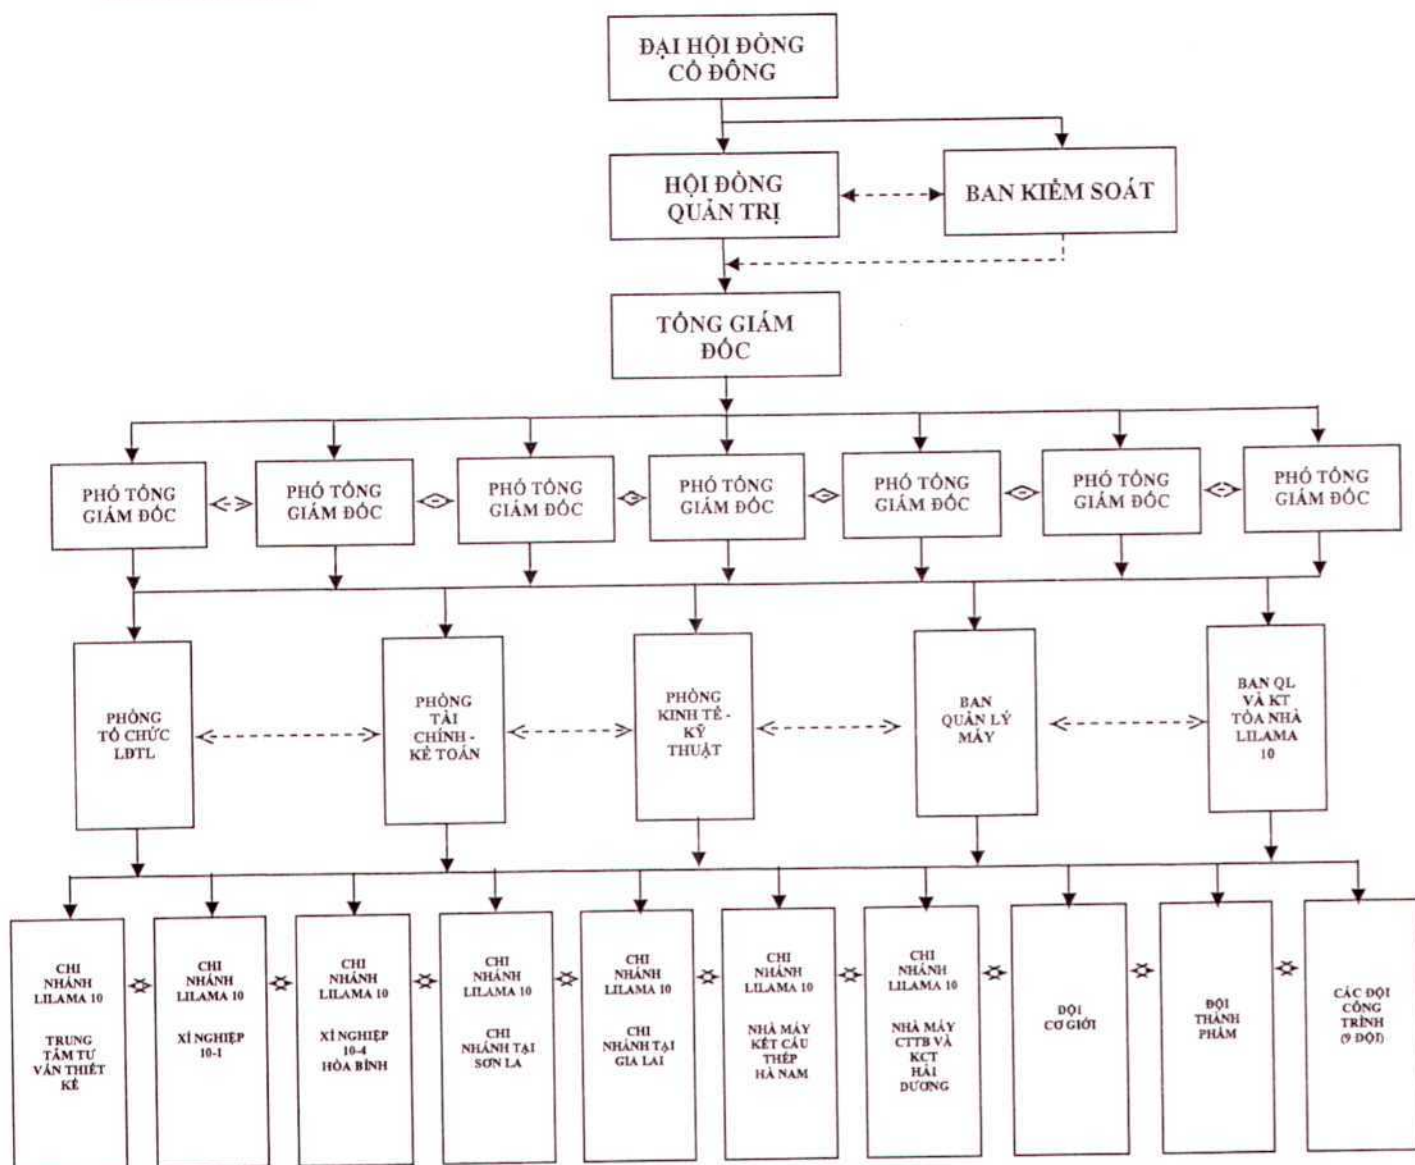 ĐẠI HỘI ĐỒNG
CỔ ĐÔNG
HỘI ĐỒNG
QUẢN TRỊ
BAN KIỂM SOÁT
TỔNG GIÁM
ĐỐC
PHÓ TỔNG
GIÁM ĐỐC
PHÓ TỔNG
GIÁM ĐỐC
PHÓ TỔNG
GIÁM ĐỐC
PHÓ TỔNG
GIÁM ĐỐC
PHÓ TỔNG
GIÁM ĐỐC
PHÓ TỔNG
GIÁM ĐỐC
PHÓ TỔNG
GIÁM ĐỐC
PHÒNG
TỔ CHỨC
LĐTL
PHÒNG
TÀI
CHÍNH -
KẾ TOÁN
PHÒNG
KINH TẾ -
KỸ
THUẬT
BAN
QUẢN LÝ
MÁY
BAN QL
VÀ KT
TÒA NHÀ
LILAMA
10
CHI
NHÁNH
LILAMA 10
TRUNG
TÂM TƯ
VẤN THIẾT
KẾ
CHI
NHÁNH
LILAMA 10
XÍ NGHIỆP
10-1
CHI
NHÁNH
LILAMA 10
XÍ NGHIỆP
10-4
HÒA BÌNH
CHI
NHÁNH
LILAMA 10
CHI
NHÁNH TẠI
SƠN LA
CHI
NHÁNH
LILAMA 10
CHI
NHÁNH TẠI
GIA LAI
CHI
NHÁNH
LILAMA 10
NHÀ MÁY
KẾT CẤU
THÉP
HÀ NAM
CHI
NHÁNH
LILAMA 10
NHÀ MÁY
CTTB VÀ
KCT
HẢI
DƯƠNG
ĐỘI
CƠ GIỚI
ĐỘI
THÀNH
PHẨM
CÁC ĐỘI
CÔNG
TRÌNH
(9 ĐỘI)